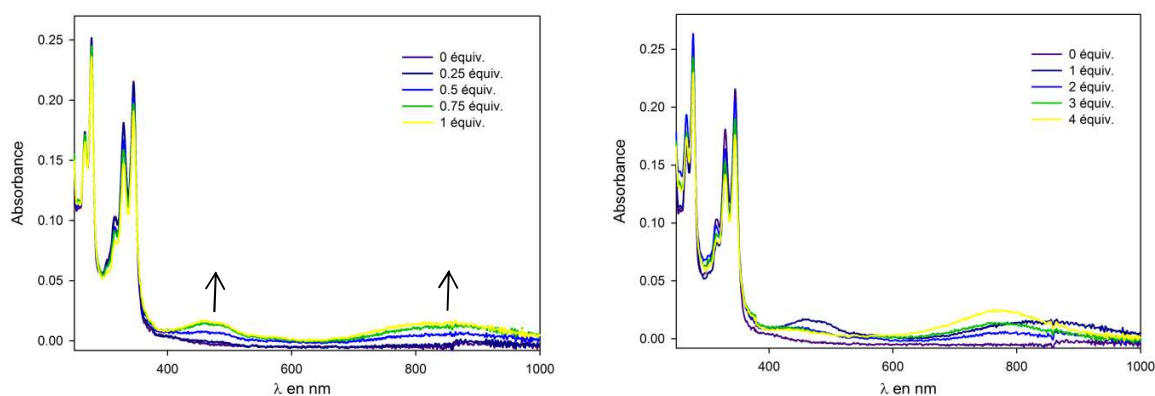 0.25
0.20
0.15
0.10
0.05
0.00
Absorbance
0 équiv.
0.25 équiv.
0.5 équiv.
0.75 équiv.
1 équiv.
400 600 800 1000
λ en nm
0.25
0.20
0.15
0.10
0.05
0.00
Absorbance
0 équiv.
1 équiv.
2 équiv.
3 équiv.
4 équiv.
400 600 800 1000
λ en nm